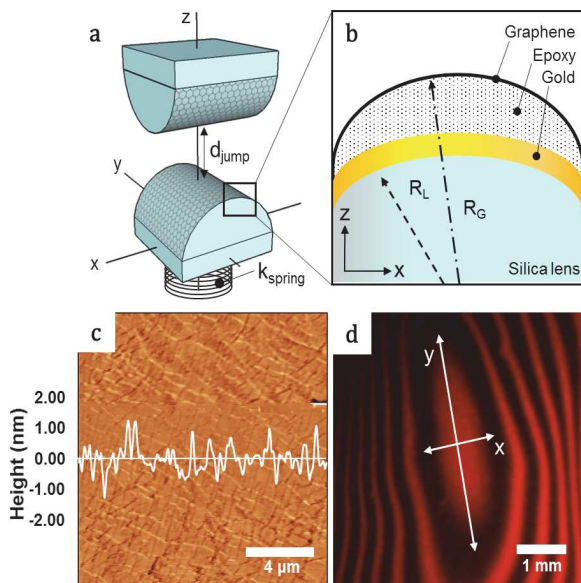 a
z
d_jump
y
x
k_spring
b
Graphene
Epoxy
Gold
R_L
R_G
z
x
Silica lens
c
Height (nm)
2.00
1.00
0.00
-1.00
-2.00
4 µm
d
y
x
1 mm